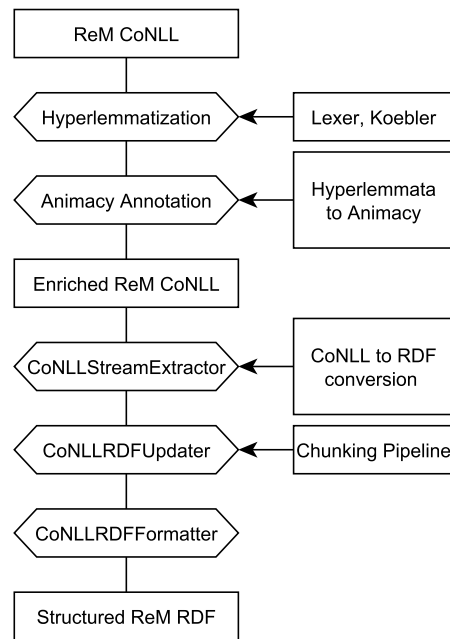 ReM CoNLL
Hyperlemmatization
Lexer, Koebler
Animacy Annotation
Hyperlemmata
to Animacy
Enriched ReM CoNLL
CoNLLStreamExtractor
CoNLL to RDF
conversion
CoNLLRDFUpdater
Chunking Pipeline
CoNLLRDFFormatter
Structured ReM RDF